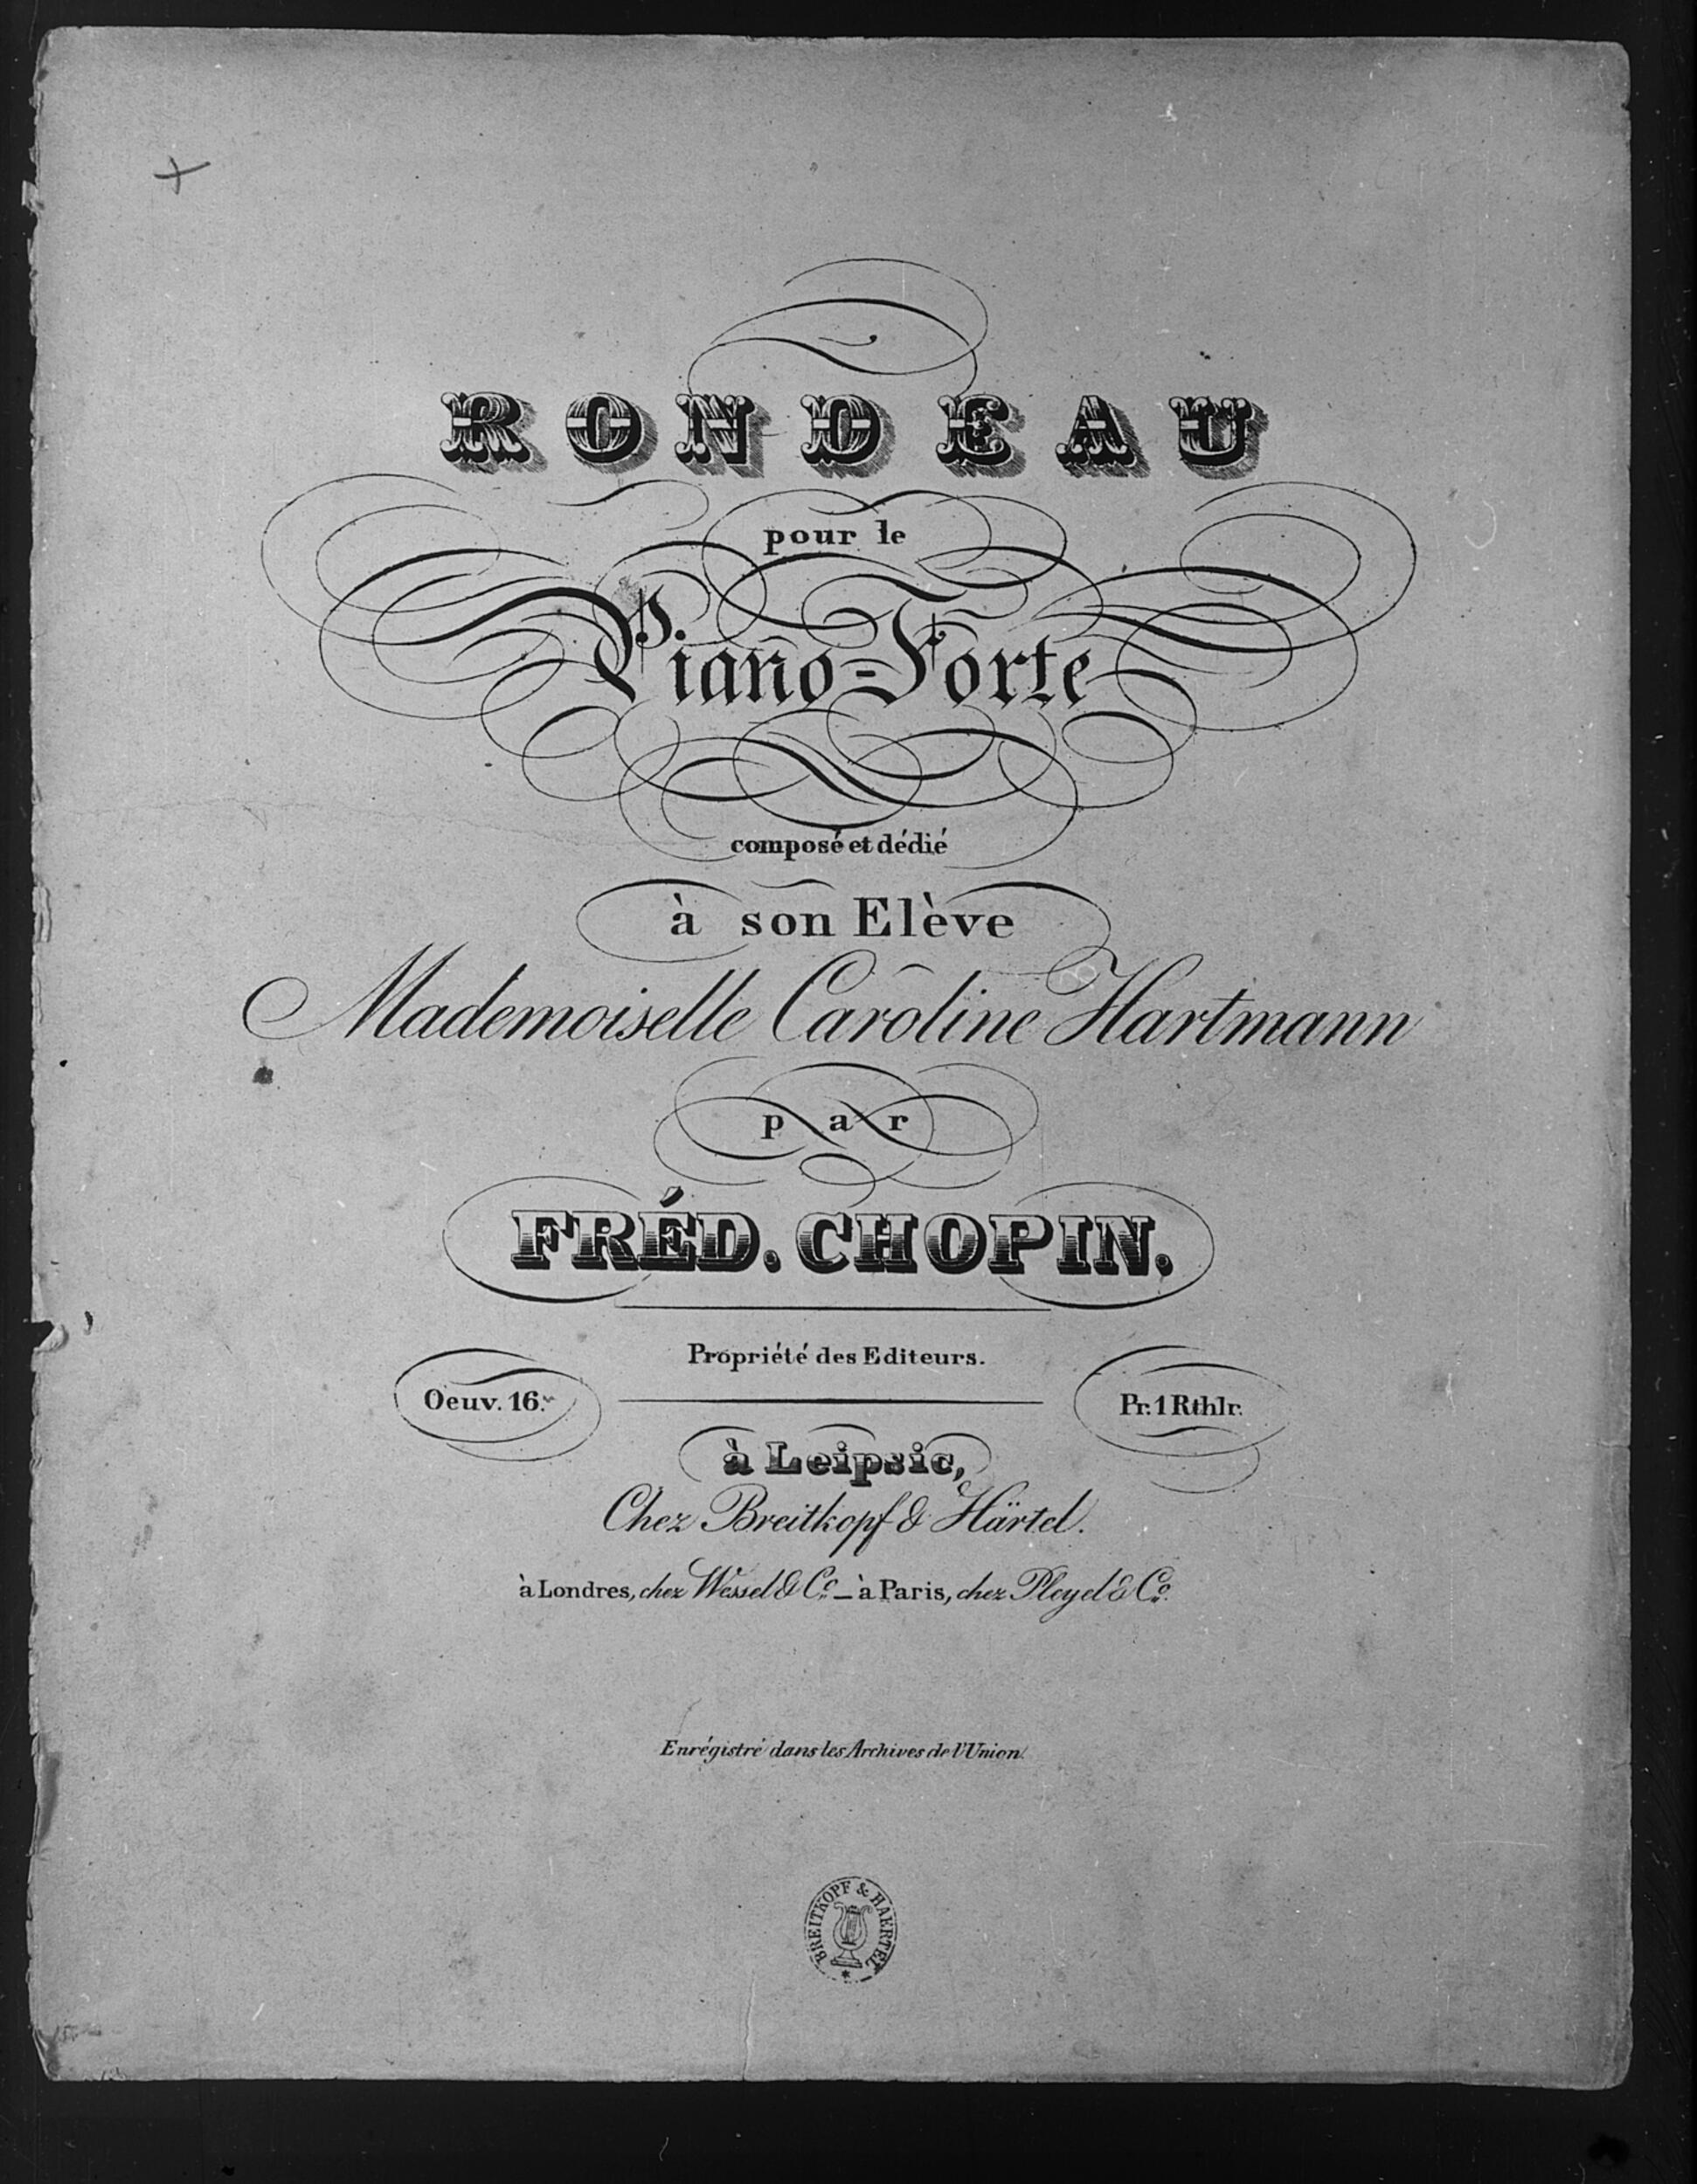 RONDEAU
pour le
Piano=Forte
composé et dédié
à son Elève
Mademoiselle Caroline Hartmann
par
FRÉD. CHOPIN.
Propriété des Editeurs.
Oeuv. 16.
Pr. 1 Rthlr.
à Leipsic,
Chez Breitkopf & Härtel.
à Londres, chez Wessel & Co. — à Paris, chez Pleyel & Co.
Enrégistré dans les Archives de l'Union.
BREITKOPF & HAERTEL